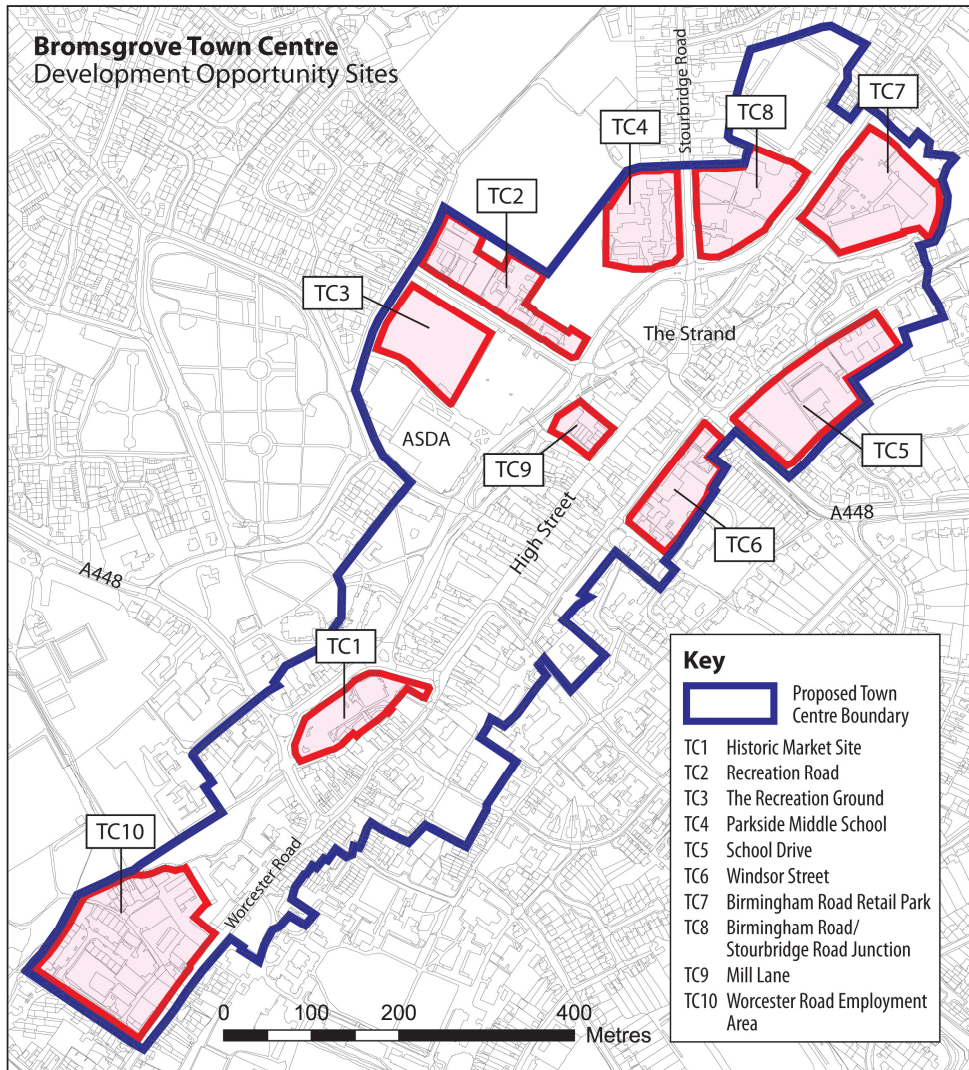 Bromsgrove Town Centre
Development Opportunity Sites
Stourbridge Road
TC7
TC8
TC4
TC2
TC3
The Strand
ASDA
TC9
TC5
High Street
A448
TC6
A448
TC1
TC10
Worcester Road
Key
Proposed Town
Centre Boundary
TC1 Historic Market Site
TC2 Recreation Road
TC3 The Recreation Ground
TC4 Parkside Middle School
TC5 School Drive
TC6 Windsor Street
TC7 Birmingham Road Retail Park
TC8 Birmingham Road/
Stourbridge Road Junction
TC9 Mill Lane
TC10 Worcester Road Employment
Area
0 100 200 400
Metres